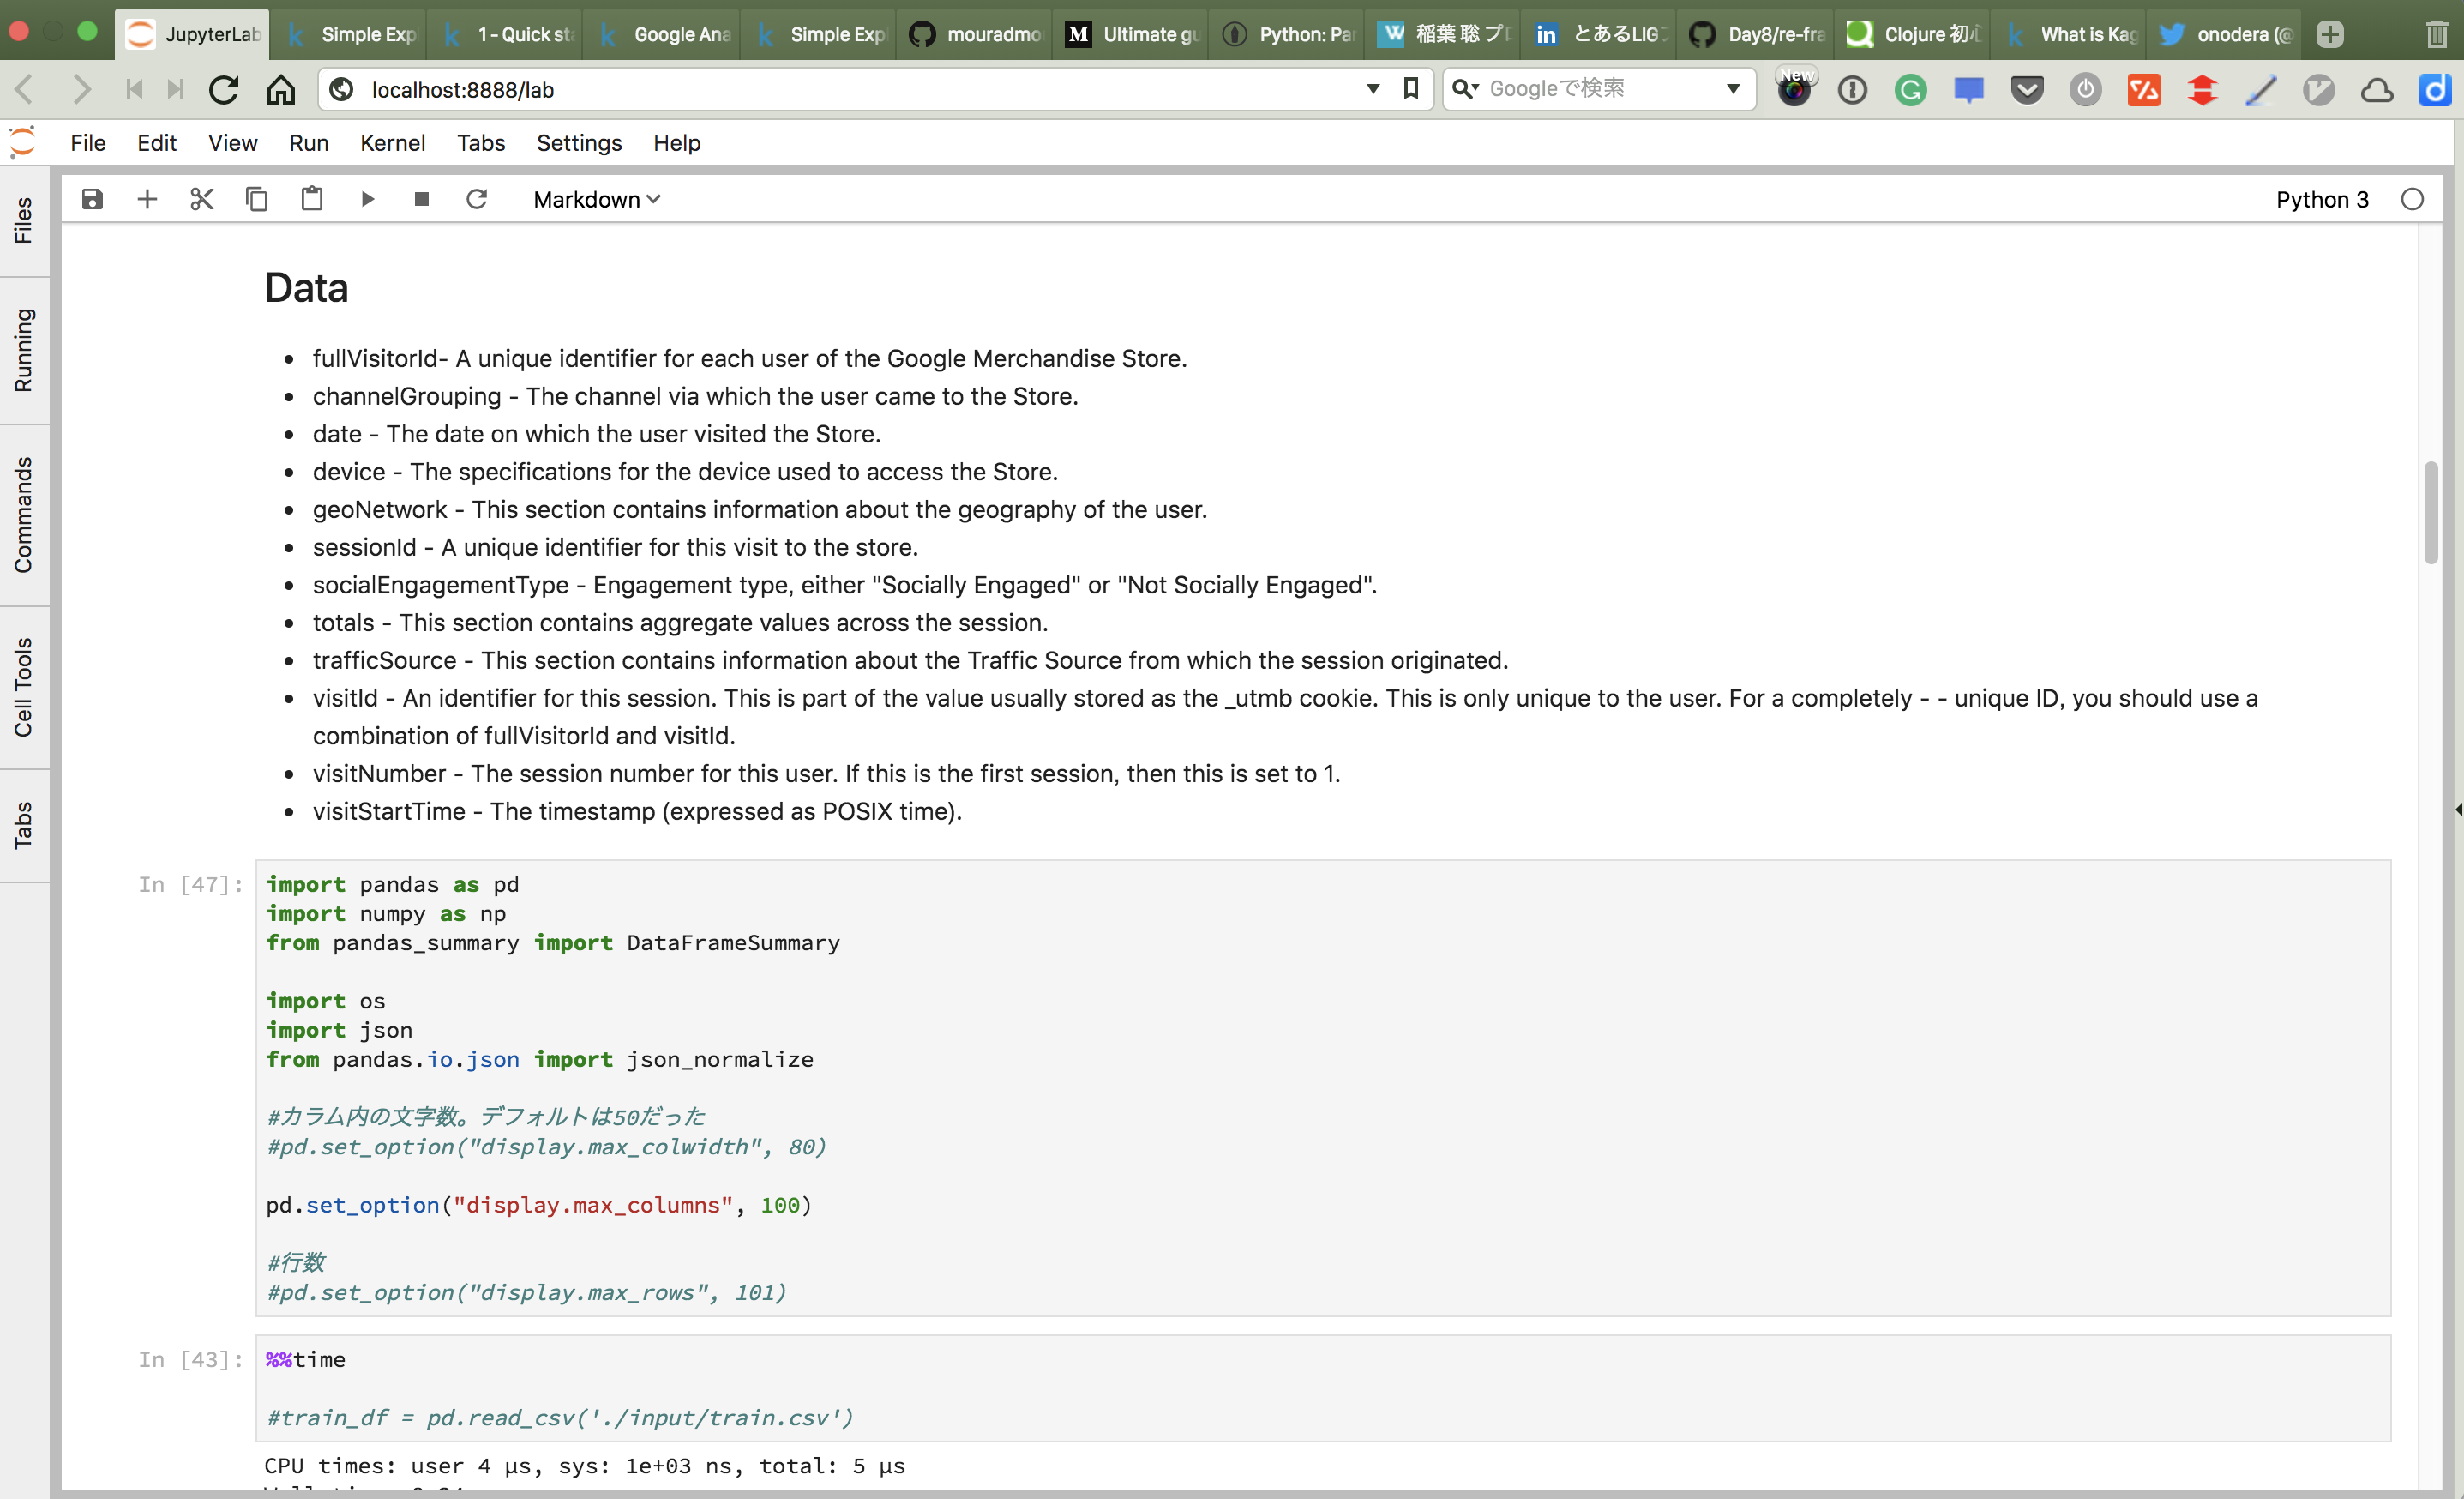 JupyterLab
Simple Exp
1 - Quick sta
Google Ana
Simple Expl
mouradmo
Ultimate gu
Python: Pa
稲葉 聡 プロ
とあるLIGブ
Day8/re-fra
Clojure 初心
What is Kag
onodera (@
localhost:8888/lab
Googleで検索
New
File Edit View Run Kernel Tabs Settings Help
Markdown
Python 3
Files
Running
Commands
Cell Tools
Tabs
Data
fullVisitorId- A unique identifier for each user of the Google Merchandise Store.
channelGrouping - The channel via which the user came to the Store.
date - The date on which the user visited the Store.
device - The specifications for the device used to access the Store.
geoNetwork - This section contains information about the geography of the user.
sessionId - A unique identifier for this visit to the store.
socialEngagementType - Engagement type, either "Socially Engaged" or "Not Socially Engaged".
totals - This section contains aggregate values across the session.
trafficSource - This section contains information about the Traffic Source from which the session originated.
visitId - An identifier for this session. This is part of the value usually stored as the _utmb cookie. This is only unique to the user. For a completely - - unique ID, you should use a
combination of fullVisitorId and visitId.
visitNumber - The session number for this user. If this is the first session, then this is set to 1.
visitStartTime - The timestamp (expressed as POSIX time).
In [47]:
import pandas as pd
import numpy as np
from pandas_summary import DataFrameSummary
import os
import json
from pandas.io.json import json_normalize
#カラム内の文字数。デフォルトは50だった
#pd.set_option("display.max_colwidth", 80)
pd.set_option("display.max_columns", 100)
#行数
#pd.set_option("display.max_rows", 101)
In [43]:
%%time
#train_df = pd.read_csv('./input/train.csv')
CPU times: user 4 µs, sys: 1e+03 ns, total: 5 µs